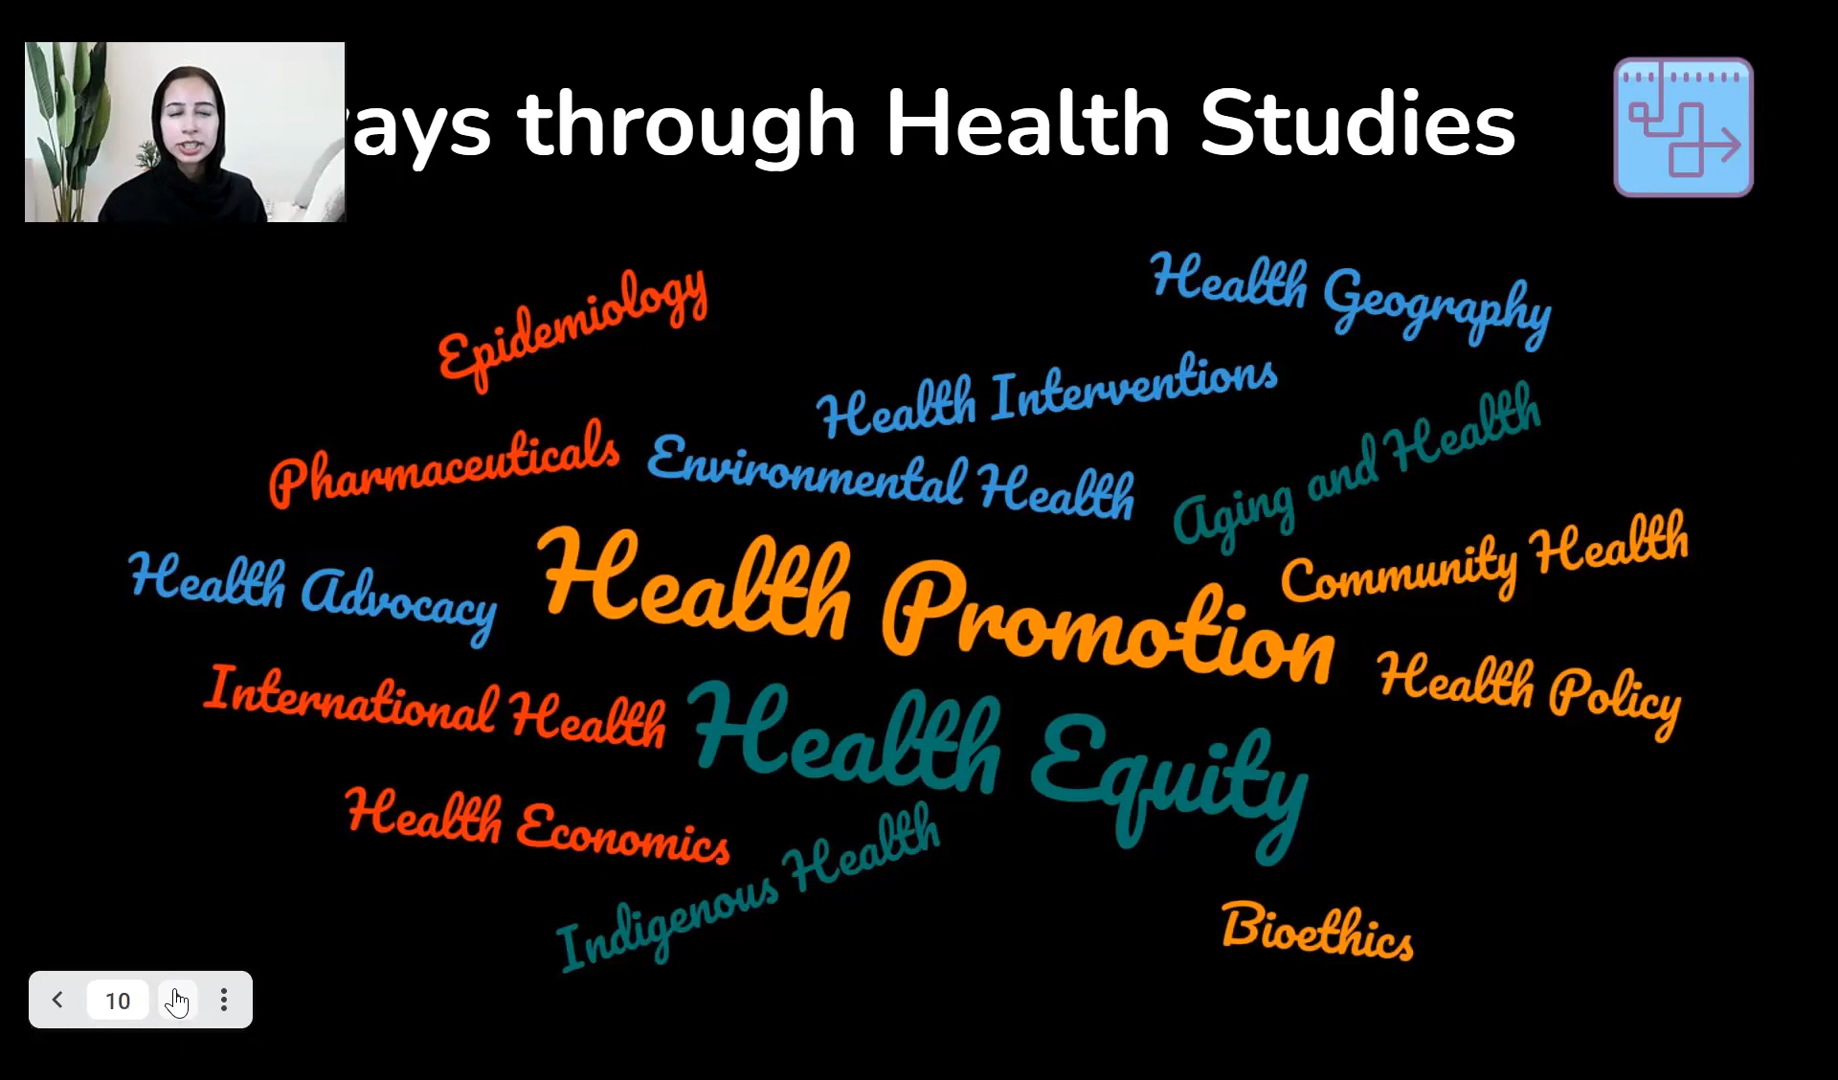 ays through Health Studies
Epidemiology
Health Geography
Health Interventions
Pharmaceuticals
Environmental Health
Aging and Health
Health Advocacy
Health Promotion
Community Health
International Health
Health Equity
Health Policy
Health Economics
Indigenous Health
Bioethics
10